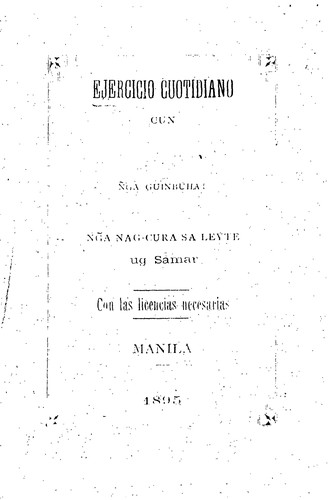 EJERCICIO CUOTIDIANO
CUN
ÑGA GUINBUHAT
ÑGA NAG-CURA SA LEYTE
ug Samar
Con las licencias necesarias
MANILA
1895